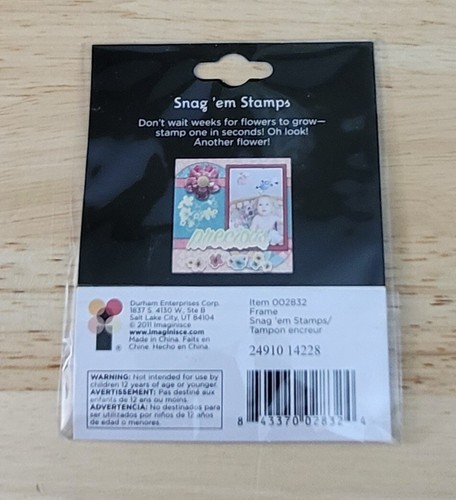 Snag 'em Stamps
Don't wait weeks for flowers to grow—
stamp one in seconds! Oh look!
Another flower!
precious
Durham Enterprises Corp.
1837 S. 4130 W, Ste B
Salt Lake City, UT 84104
© 2011 Imaginisce
www.imaginisce.com
Made in China. Faits en
Chine. Hecho en China.
®
Item 002832
Frame
Snag 'em Stamps/
Tampon encreur
24910 14228
WARNING: Not intended for use by
children 12 years of age or younger.
AVERTISSEMENT: Pas destiné aux
enfants de 12 ans ou moins.
ADVERTENCIA: No destinados para
ser utilizados por niños de 12 años
de edad o menores.
8 43370-02832 4